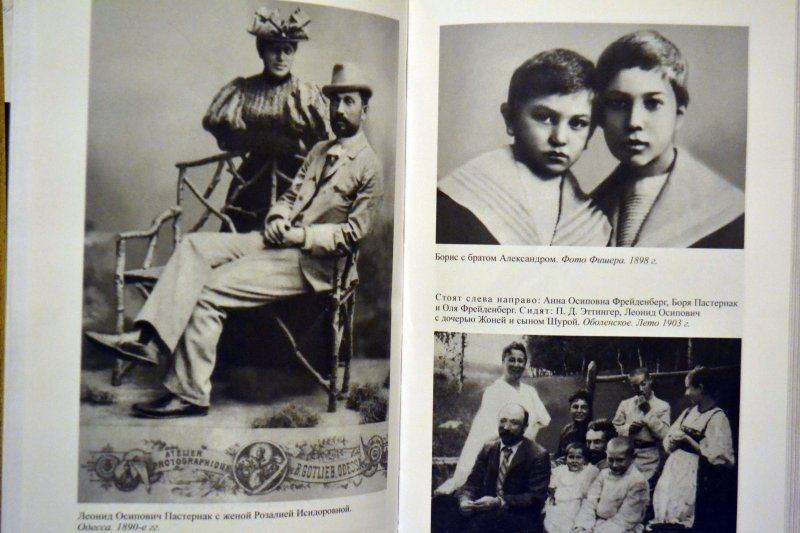 ATELIER
PHOTOGRAPHIQUE
R. GOTLIEB, ODESSA
Леонид Осипович Пастернак с женой Розалией Исидоровной.
Одесса. 1890-е гг.
Борис с братом Александром. Фото Фишера. 1898 г.
Стоят слева направо: Анна Осиповна Фрейденберг, Боря Пастернак
и Оля Фрейденберг. Сидят: П. Д. Эттингер, Леонид Осипович
с дочерью Жоней и сыном Шурой. Оболенское. Лето 1903 г.